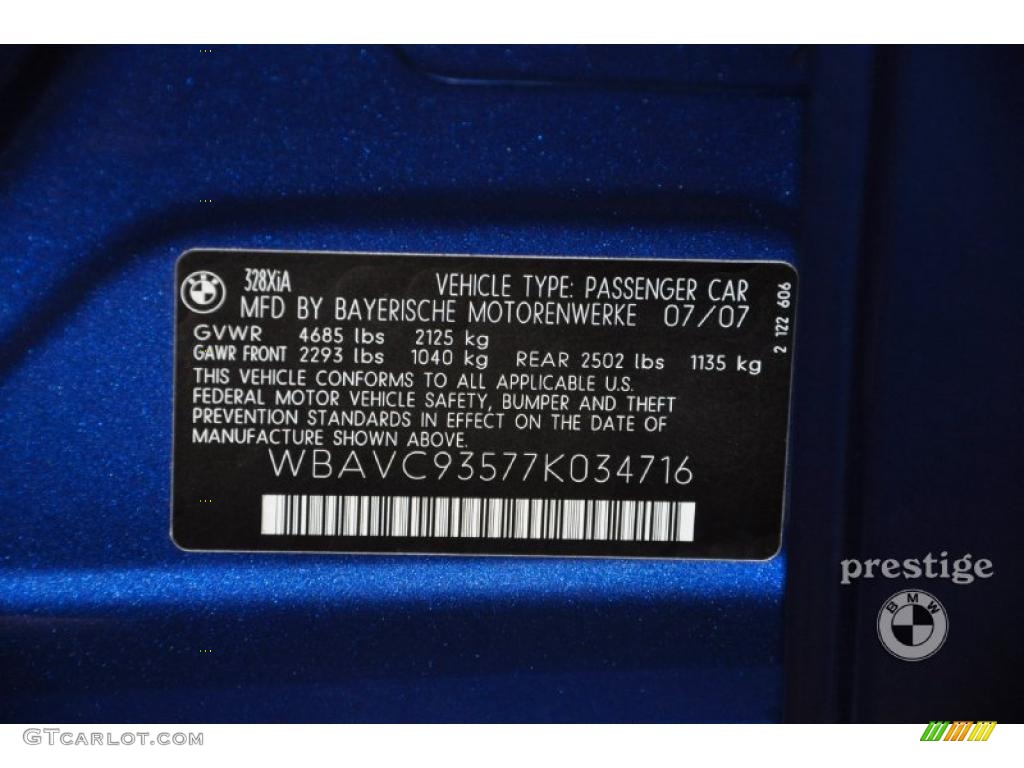 328XiA VEHICLE TYPE: PASSENGER CAR
MFD BY BAYERISCHE MOTORENWERKE 07/07
GVWR 4685 lbs 2125 kg
GAWR FRONT 2293 lbs 1040 kg REAR 2502 lbs 1135 kg
THIS VEHICLE CONFORMS TO ALL APPLICABLE U.S.
FEDERAL MOTOR VEHICLE SAFETY, BUMPER AND THEFT
PREVENTION STANDARDS IN EFFECT ON THE DATE OF
MANUFACTURE SHOWN ABOVE.
WBAVC93577K034716
2 122 606
prestige
BMW
GTCARLOT.COM